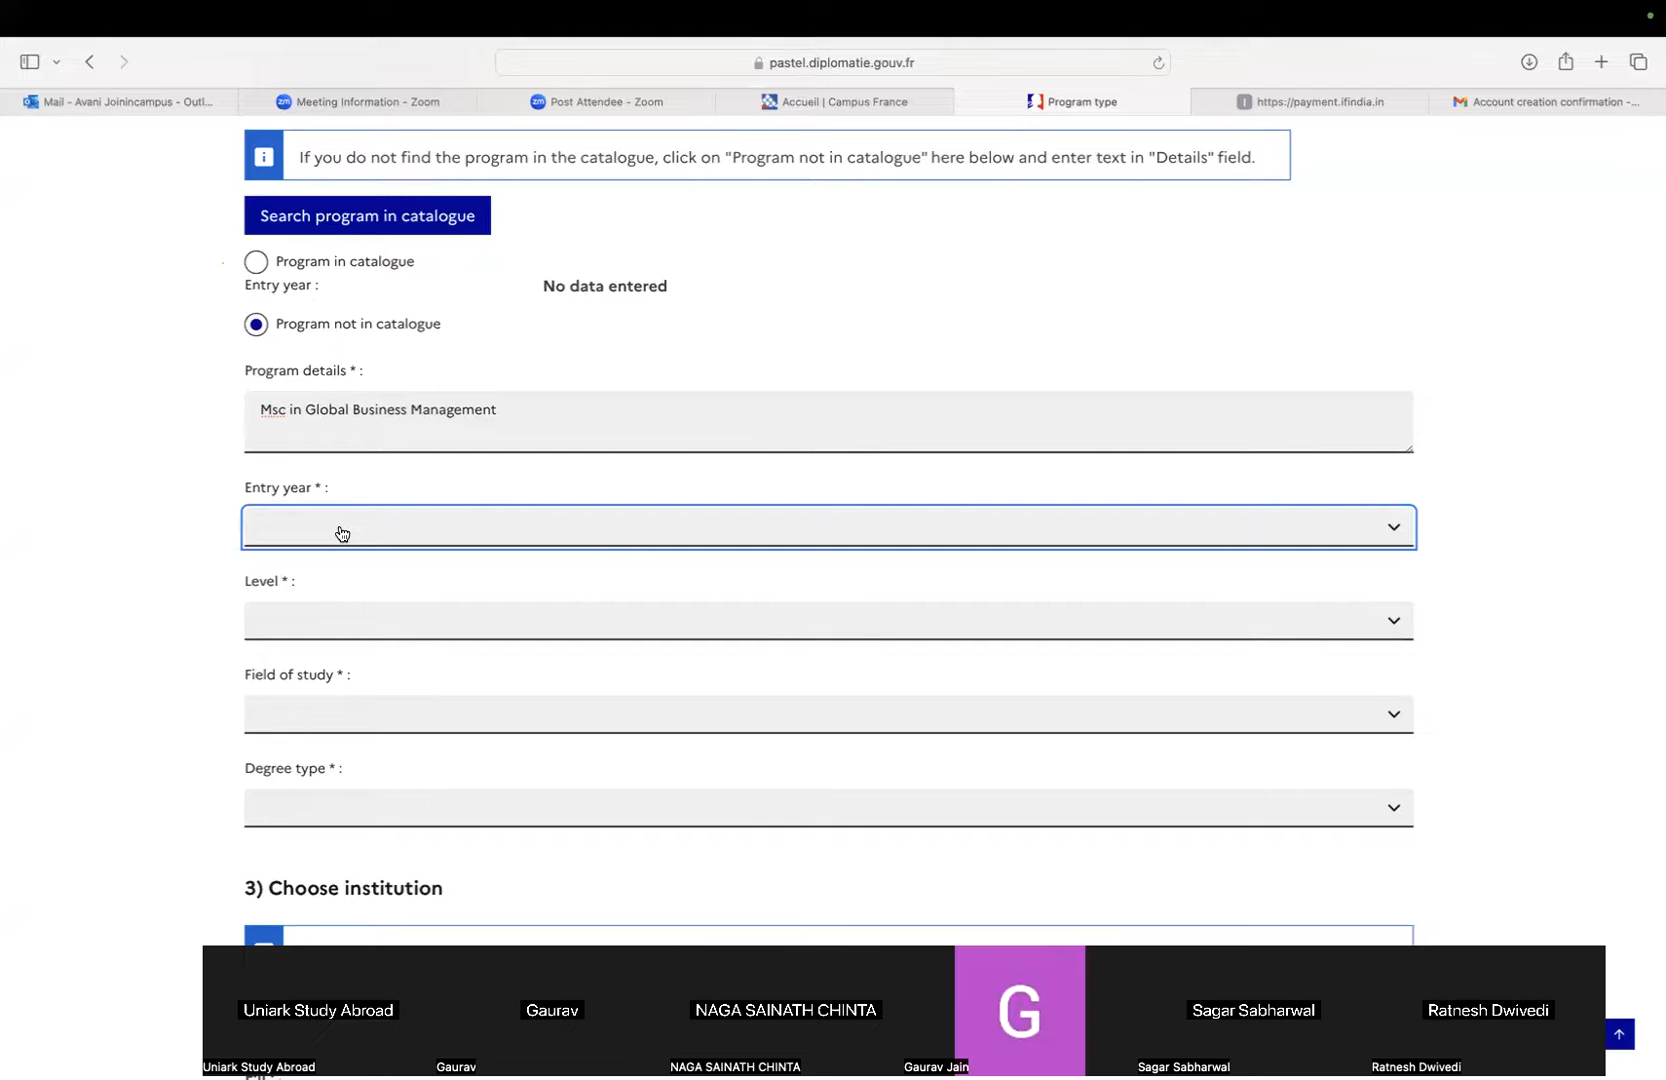 pastel.diplomatie.gouv.fr
Mail - Avani Joinincampus - Outl...
Meeting Information - Zoom
Post Attendee - Zoom
Accueil | Campus France
Program type
https://payment.ifindia.in
Account creation confirmation -...
If you do not find the program in the catalogue, click on "Program not in catalogue" here below and enter text in "Details" field.
Search program in catalogue
Program in catalogue
Entry year :
No data entered
Program not in catalogue
Program details * :
Msc in Global Business Management
Entry year * :
Level * :
Field of study * :
Degree type * :
3) Choose institution
Uniark Study Abroad
Gaurav
NAGA SAINATH CHINTA
G
Sagar Sabharwal
Ratnesh Dwivedi
Uniark Study Abroad
Gaurav
NAGA SAINATH CHINTA
Gaurav Jain
Sagar Sabharwal
Ratnesh Dwivedi